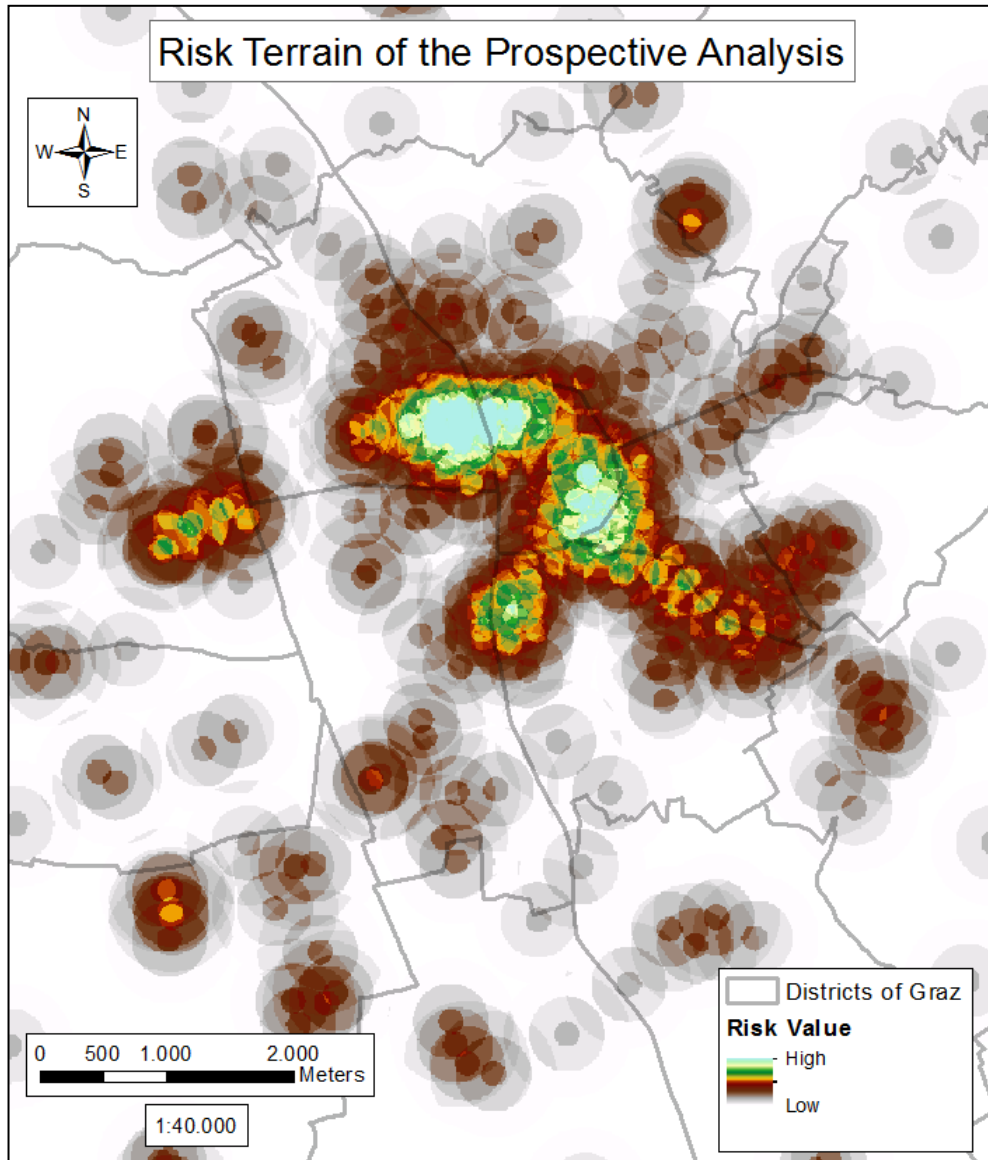 Risk Terrain of the Prospective Analysis
N
W E
S
Districts of Graz
Risk Value
High
Low
0 500 1.000 2.000
Meters
1:40.000